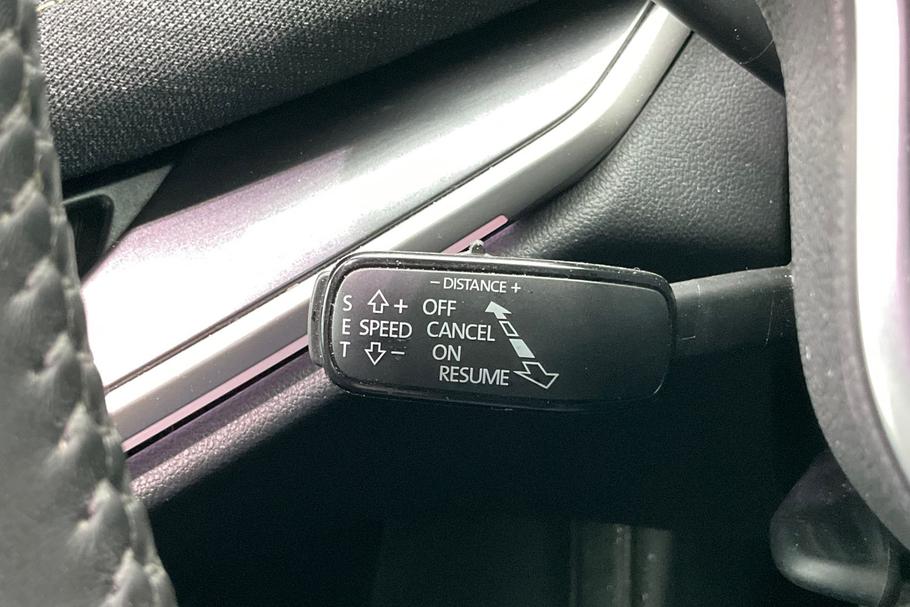 − DISTANCE +
S + OFF
E SPEED CANCEL
T − ON
RESUME